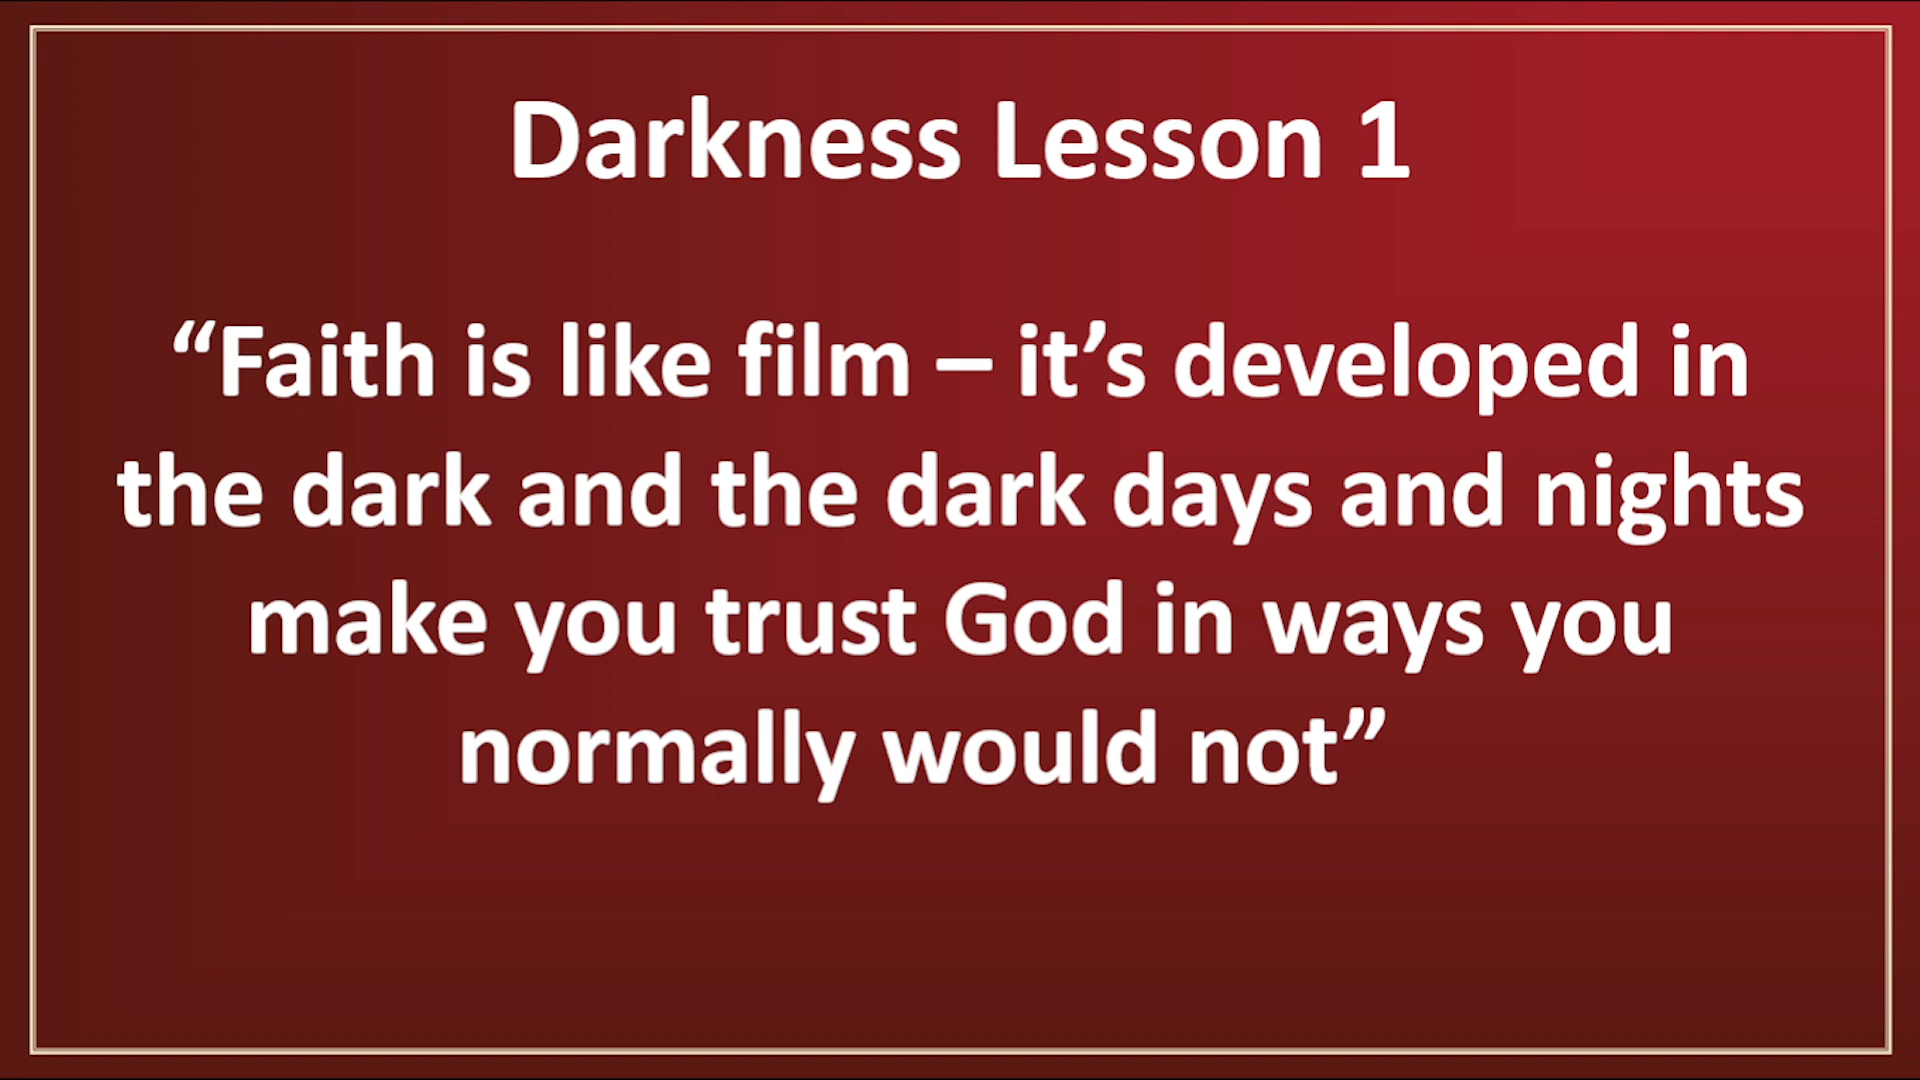 Darkness Lesson 1
“Faith is like film – it’s developed in
the dark and the dark days and nights
make you trust God in ways you
normally would not”